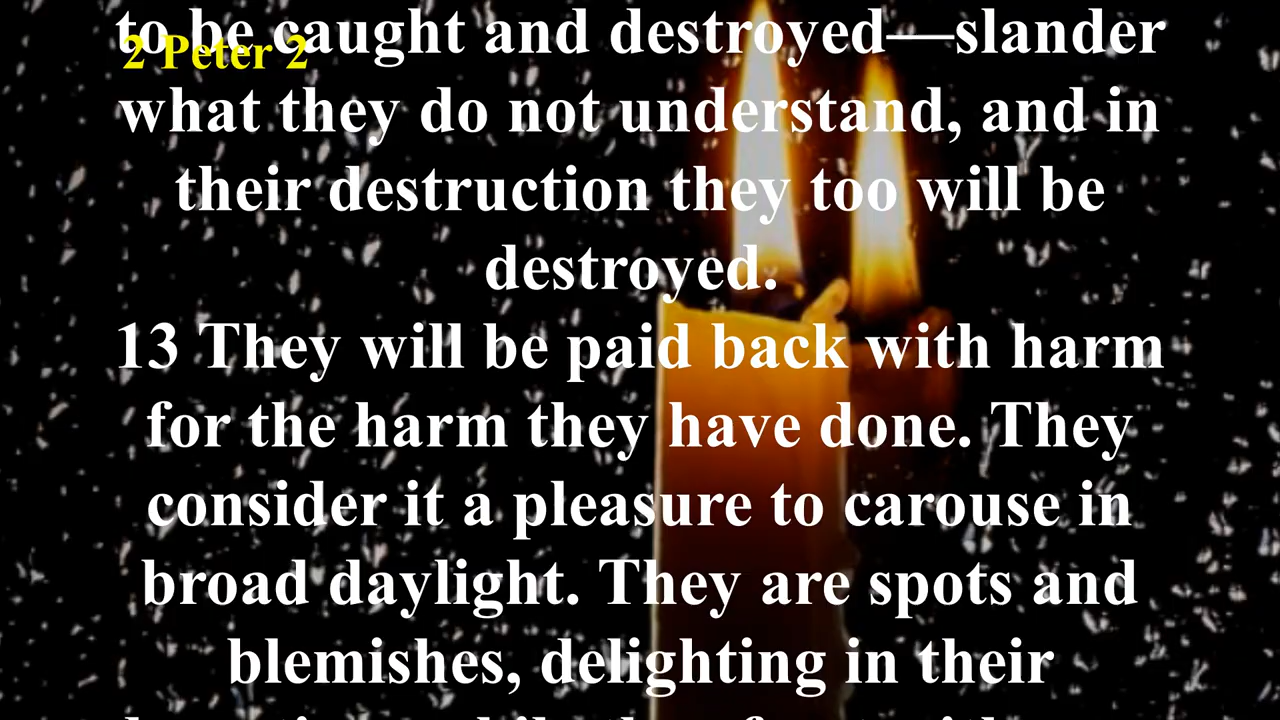 to be caught and destroyed—slander
2 Peter 2
what they do not understand, and in
their destruction they too will be
destroyed.
13 They will be paid back with harm
for the harm they have done. They
consider it a pleasure to carouse in
broad daylight. They are spots and
blemishes, delighting in their